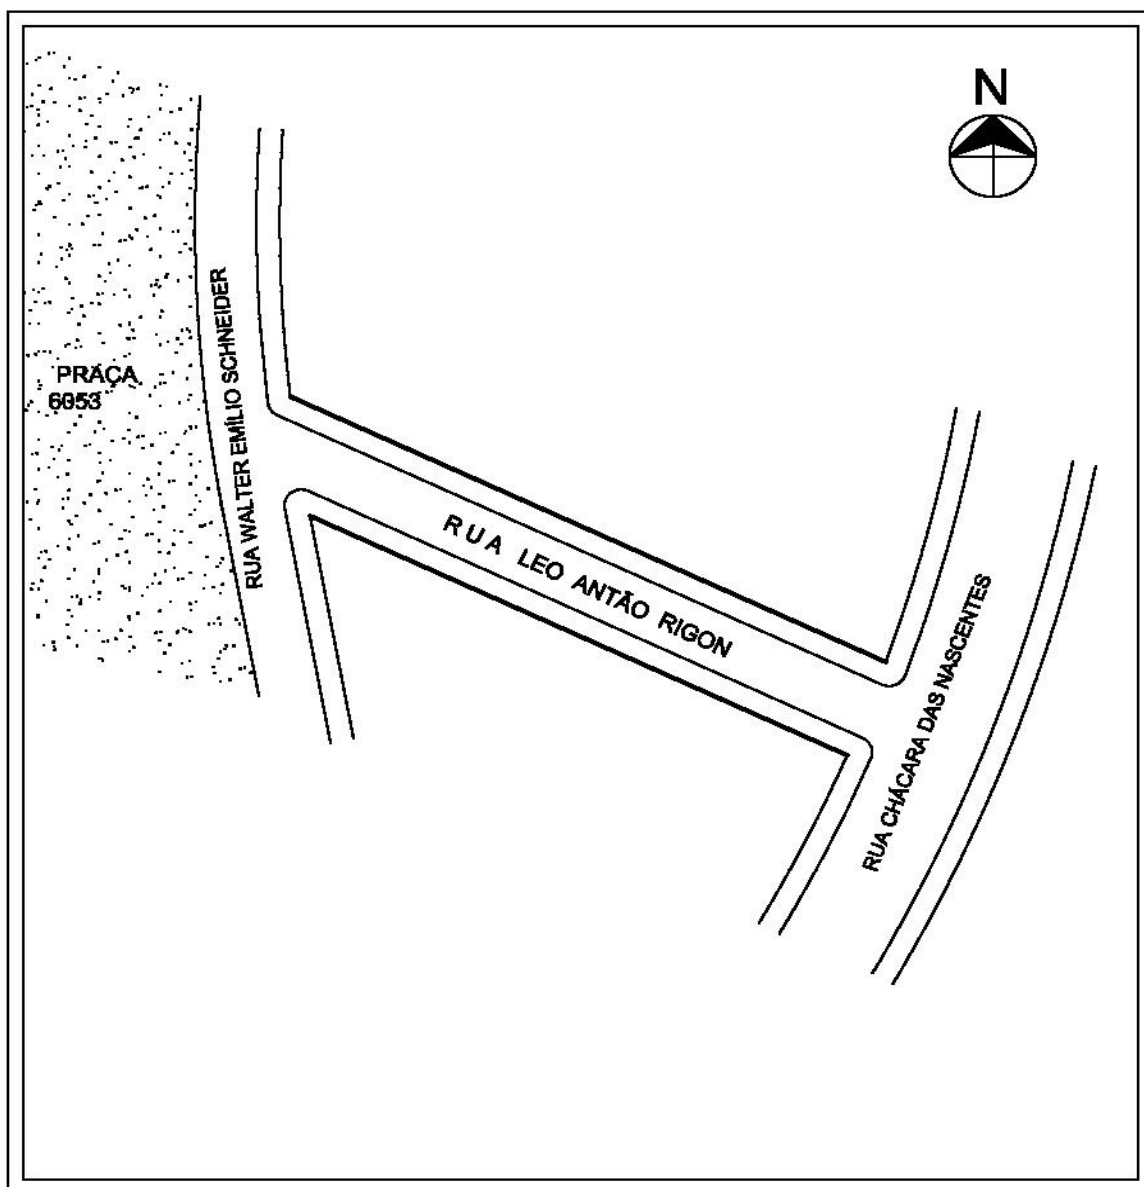 N
RUA WALTER EMÍLIO SCHNEIDER
PRAÇA
6053
RUA LEO ANTÃO RIGON
RUA CHÁCARA DAS NASCENTES